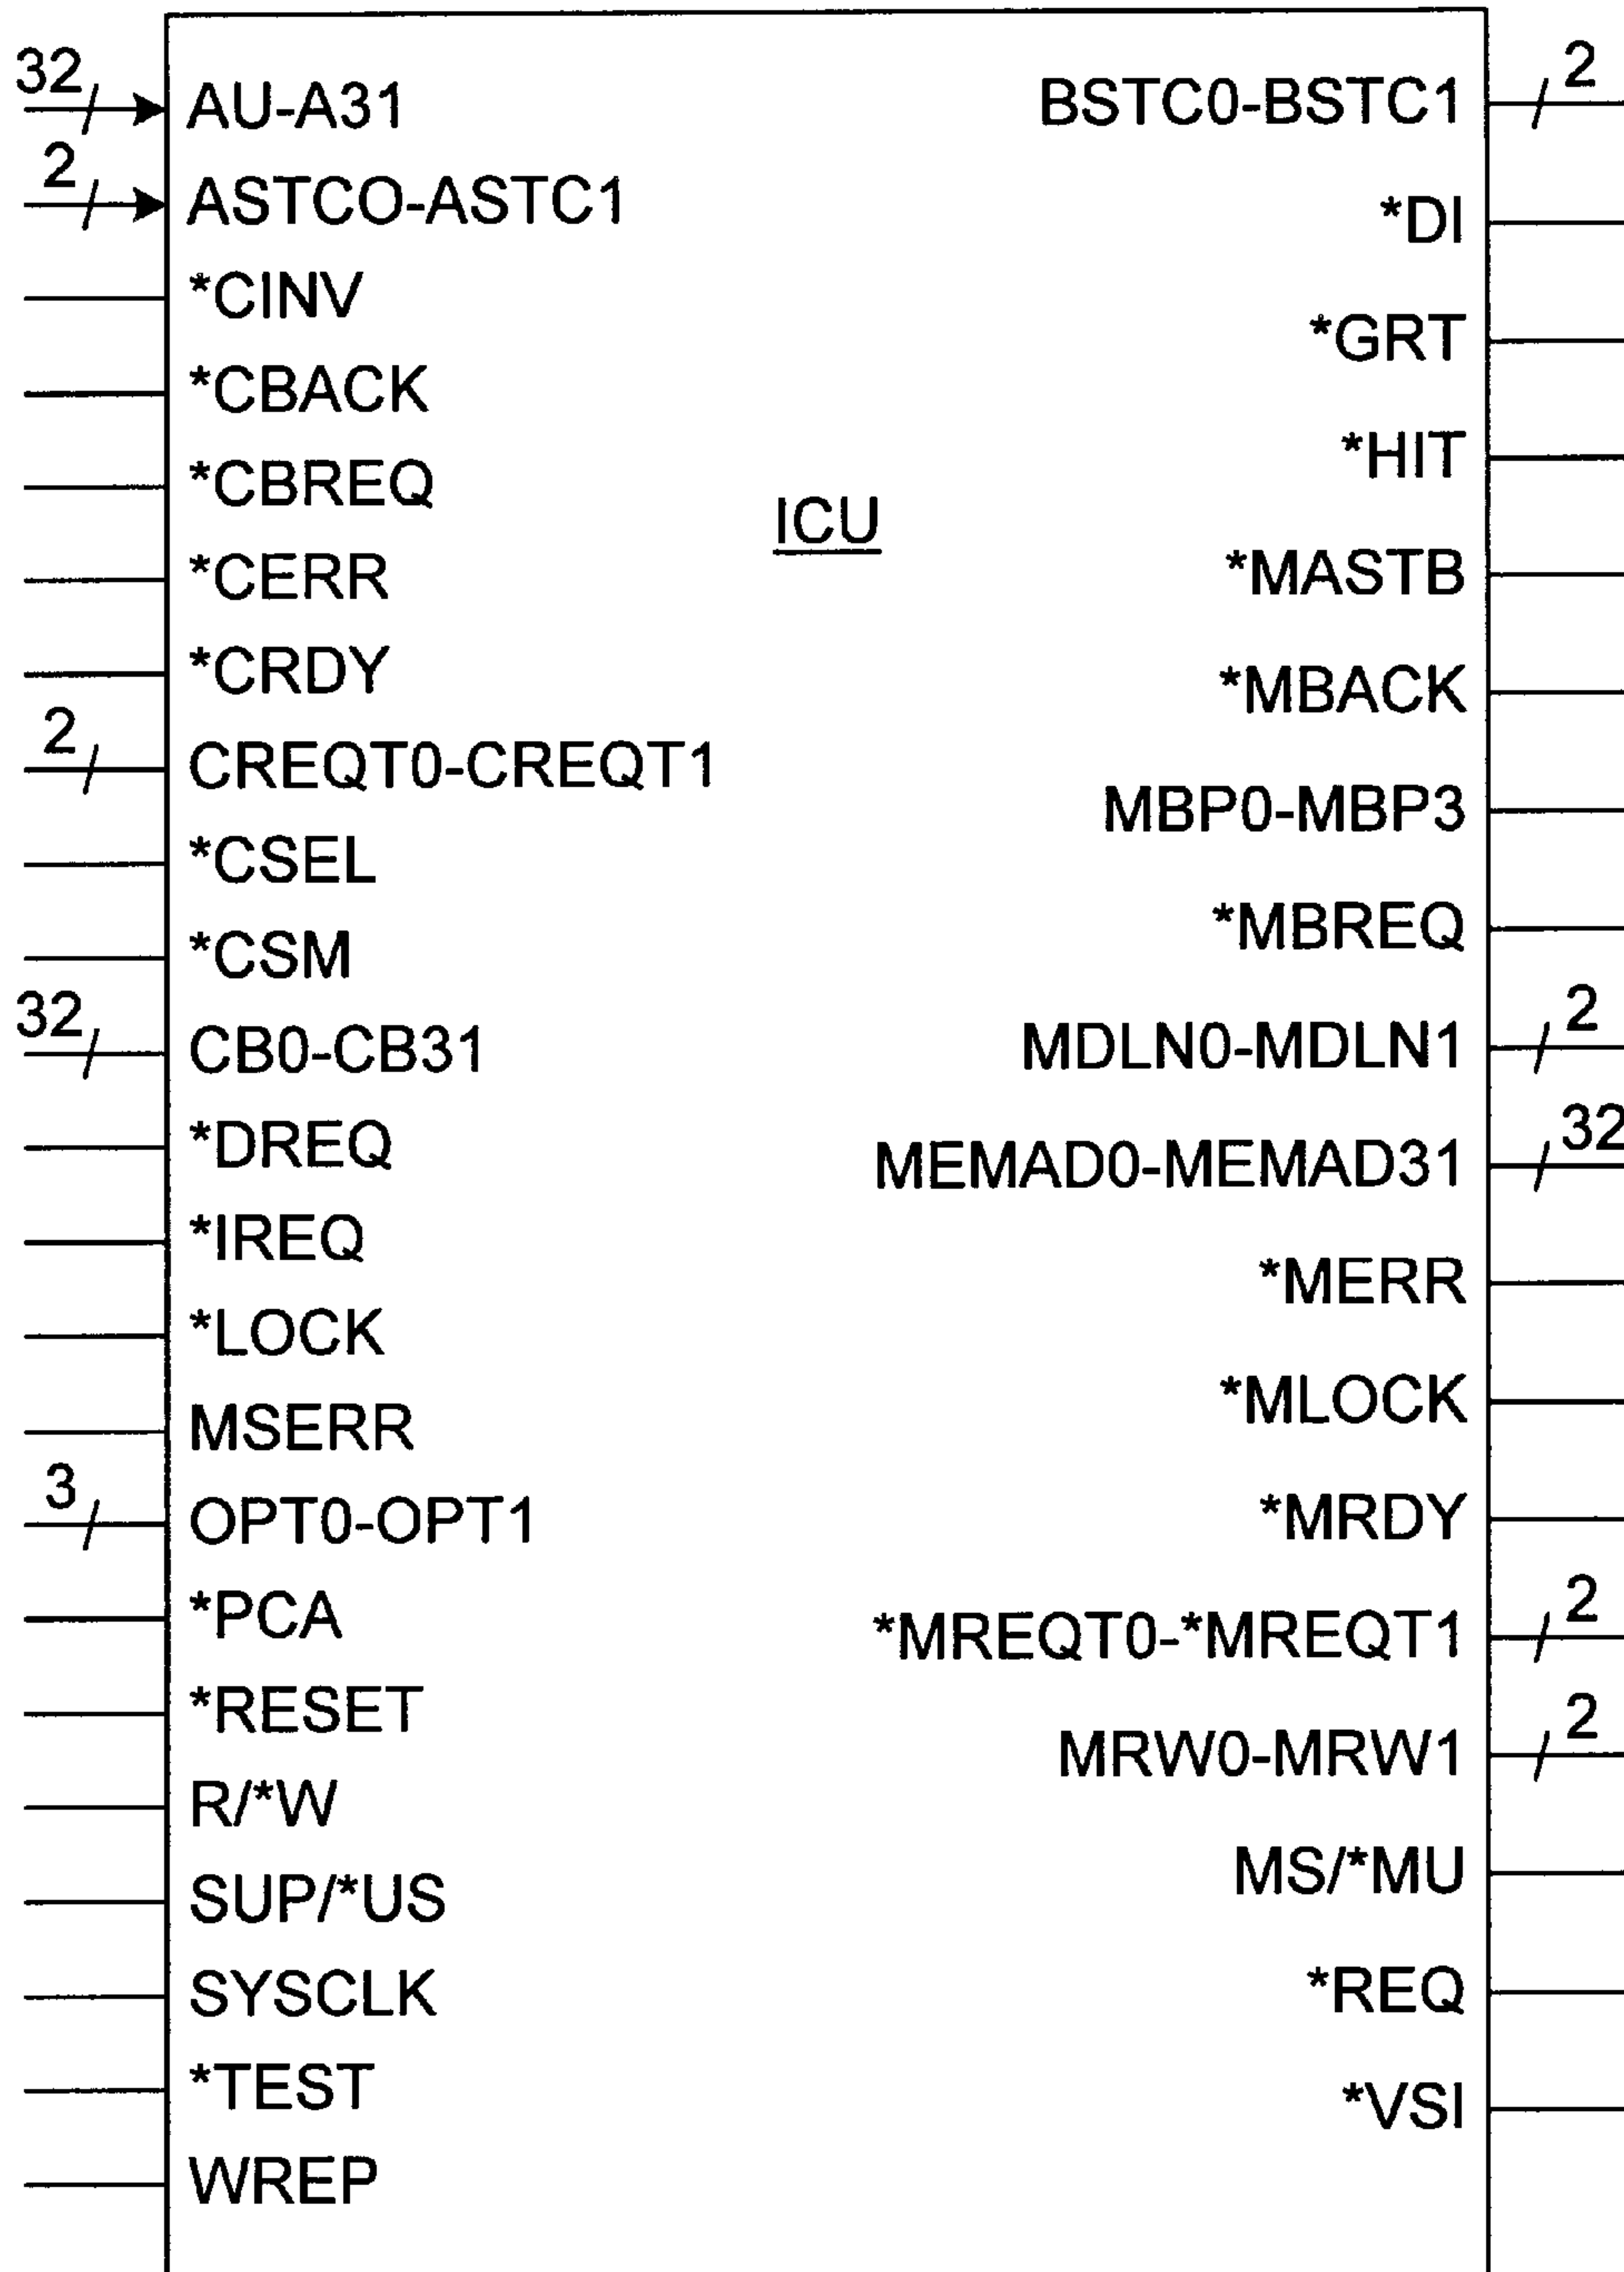 32
AU-A31
2
ASTCO-ASTC1
*CINV
*CBACK
*CBREQ
*CERR
*CRDY
2
CREQT0-CREQT1
*CSEL
*CSM
32
CB0-CB31
*DREQ
*IREQ
*LOCK
MSERR
3
OPT0-OPT1
*PCA
*RESET
R/*W
SUP/*US
SYSCLK
*TEST
WREP
ICU
BSTC0-BSTC1
2
*DI
*GRT
*HIT
*MASTB
*MBACK
MBP0-MBP3
*MBREQ
MDLN0-MDLN1
2
MEMAD0-MEMAD31
32
*MERR
*MLOCK
*MRDY
*MREQT0-*MREQT1
2
MRW0-MRW1
2
MS/*MU
*REQ
*VSI